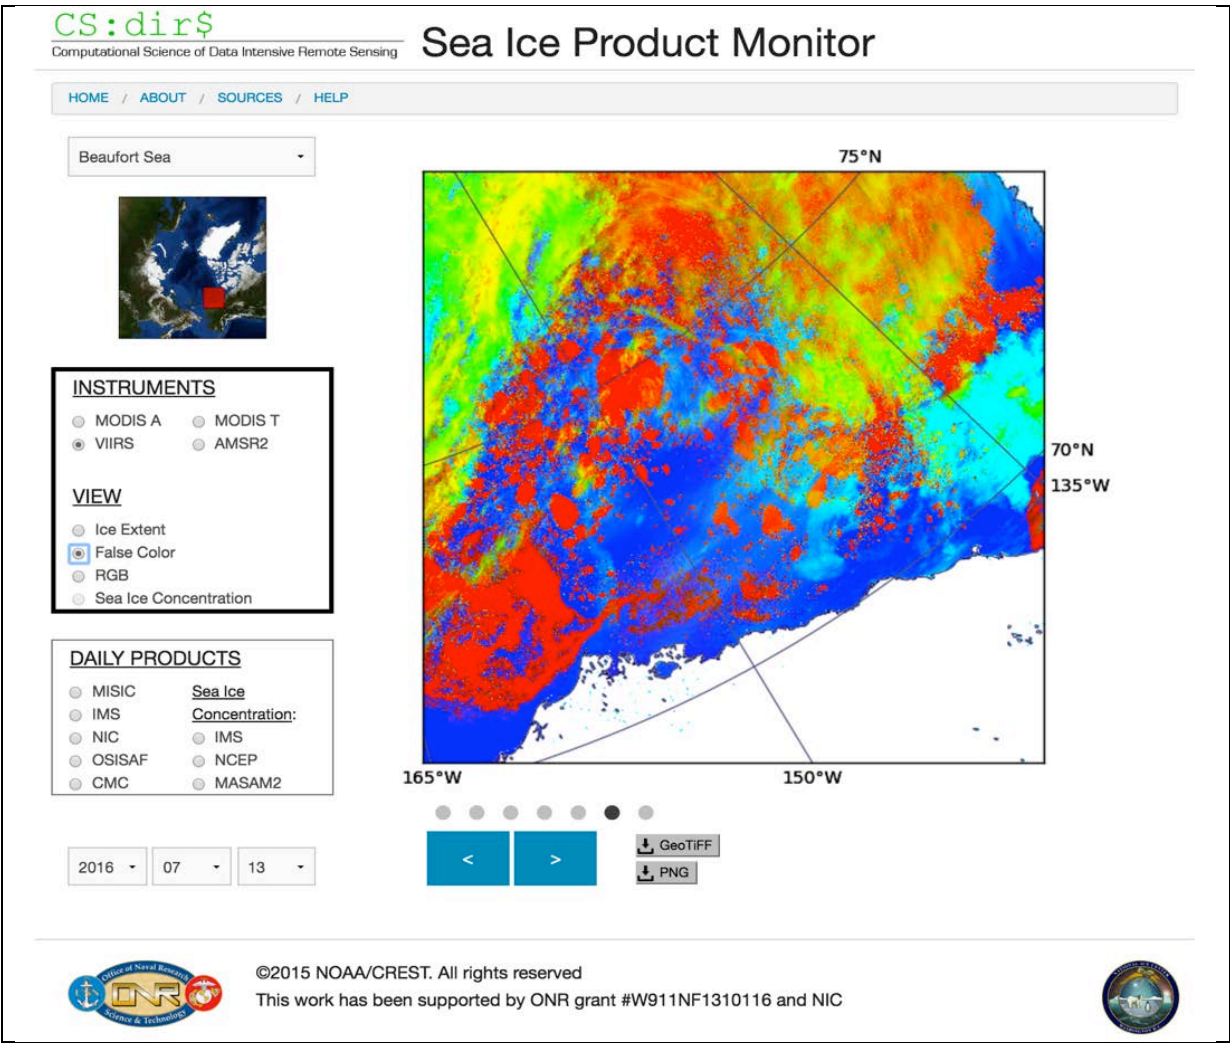 CS:dir$
Computational Science of Data Intensive Remote Sensing
Sea Ice Product Monitor
HOME / ABOUT / SOURCES / HELP
Beaufort Sea
75°N
INSTRUMENTS
MODIS A MODIS T
VIIRS AMSR2
VIEW
Ice Extent
False Color
RGB
Sea Ice Concentration
70°N
135°W
DAILY PRODUCTS
MISIC
IMS
NIC
OSISAF
CMC
Sea Ice
Concentration:
IMS
NCEP
MASAM2
165°W 150°W
2016 07 13
< >
GeoTiFF
PNG
Office of Naval Research
ONR
Science & Technology
©2015 NOAA/CREST. All rights reserved
This work has been supported by ONR grant #W911NF1310116 and NIC
NATIONAL ICE CENTER